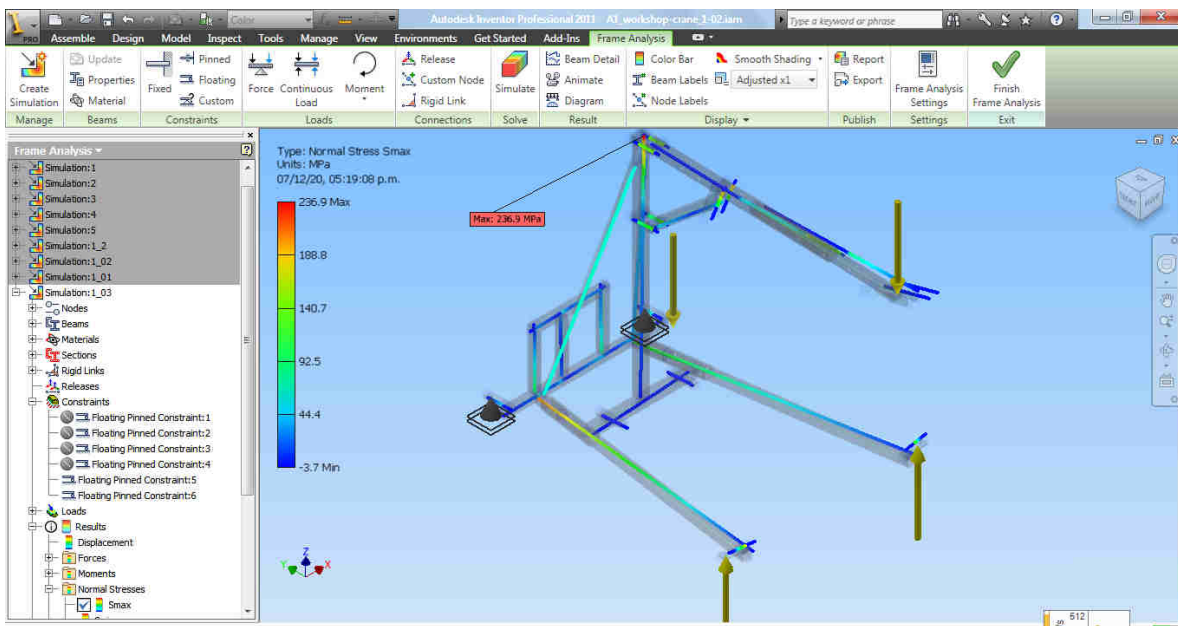 Color
Autodesk Inventor Professional 2011 A1_workshop-crane_1-02.iam
Type a keyword or phrase
PRO
Assemble Design Model Inspect Tools Manage View Environments Get Started Add-Ins Frame Analysis
Create Simulation
Update
Properties
Material
Fixed
Pinned
Floating
Custom
Force
Continuous Load
Moment
Release
Custom Node
Rigid Link
Simulate
Beam Detail
Animate
Diagram
Color Bar
Beam Labels
Node Labels
Smooth Shading
Adjusted x1
Report
Export
Frame Analysis Settings
Finish Frame Analysis
Manage Beams Constraints Loads Connections Solve Result Display Publish Settings Exit
Frame Analysis
Simulation:1
Simulation:2
Simulation:3
Simulation:4
Simulation:5
Simulation:1_2
Simulation:1_02
Simulation:1_01
Simulation:1_03
Nodes
Beams
Materials
Sections
Rigid Links
Releases
Constraints
Floating Pinned Constraint:1
Floating Pinned Constraint:2
Floating Pinned Constraint:3
Floating Pinned Constraint:4
Floating Pinned Constraint:5
Floating Pinned Constraint:6
Loads
Results
Displacement
Forces
Moments
Normal Stresses
Smax
Type: Normal Stress Smax
Units: MPa
07/12/20, 05:19:08 p.m.
236.9 Max
188.8
140.7
92.5
44.4
-3.7 Min
Max: 236.9 MPa
Z
Y
X
512